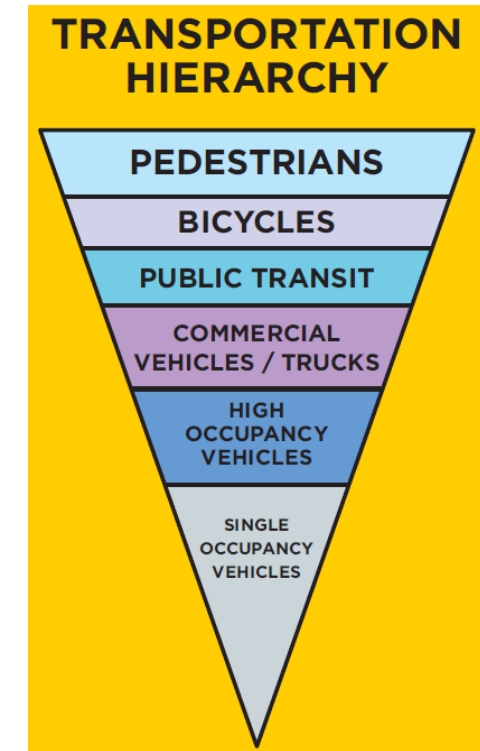 TRANSPORTATION
HIERARCHY
PEDESTRIANS
BICYCLES
PUBLIC TRANSIT
COMMERCIAL
VEHICLES / TRUCKS
HIGH
OCCUPANCY
VEHICLES
SINGLE
OCCUPANCY
VEHICLES